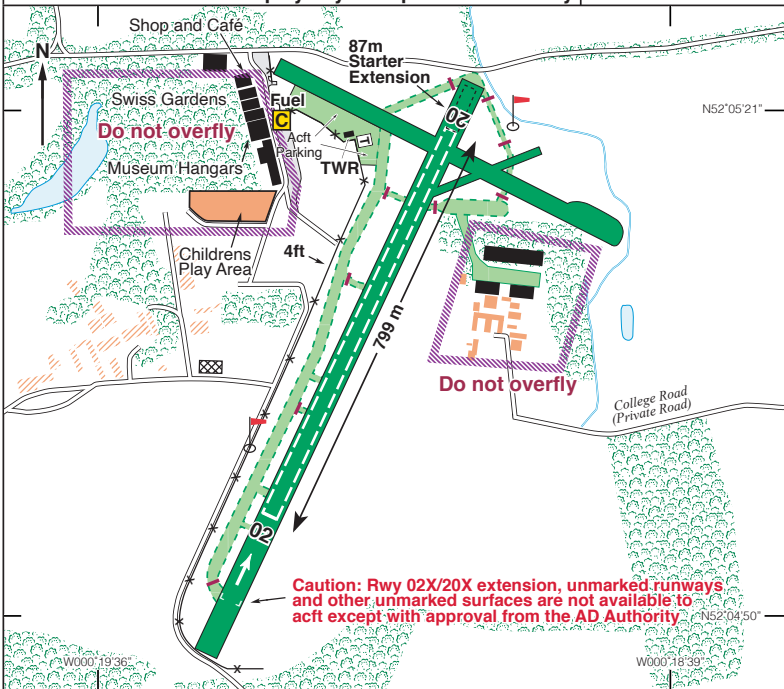 Shop and Cafe
N
87m
Starter
Extension
Swiss Gardens
Fuel
C
Do not overfly
Acft
Parking
T
TWR
20
N52°05'21"
Museum Hangars
Childrens
Play Area
4ft
799 m
Do not overfly
College Road
(Private Road)
02
Caution: Rwy 02X/20X extension, unmarked runways
and other unmarked surfaces are not available to
acft except with approval from the AD Authority
N52°04'50"
W000°19'36"
W000°18'39"